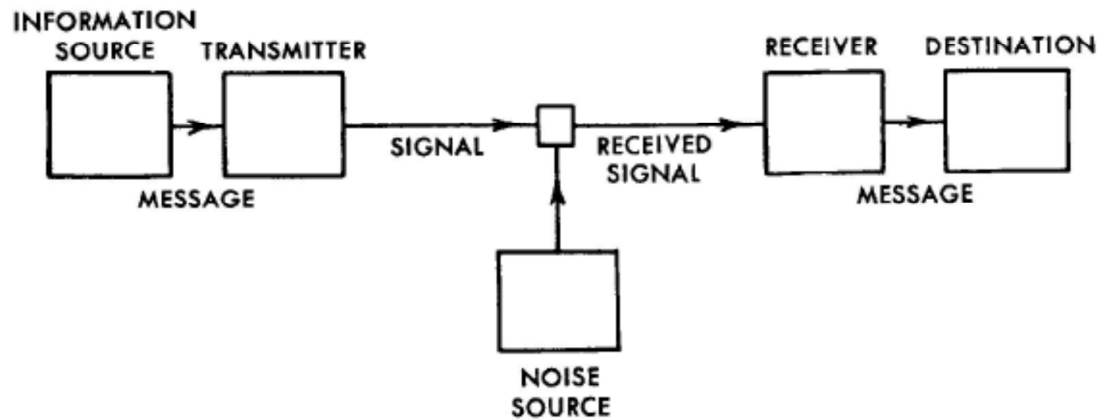 INFORMATION
SOURCE
TRANSMITTER
RECEIVER
DESTINATION
SIGNAL
RECEIVED
SIGNAL
MESSAGE
MESSAGE
NOISE
SOURCE